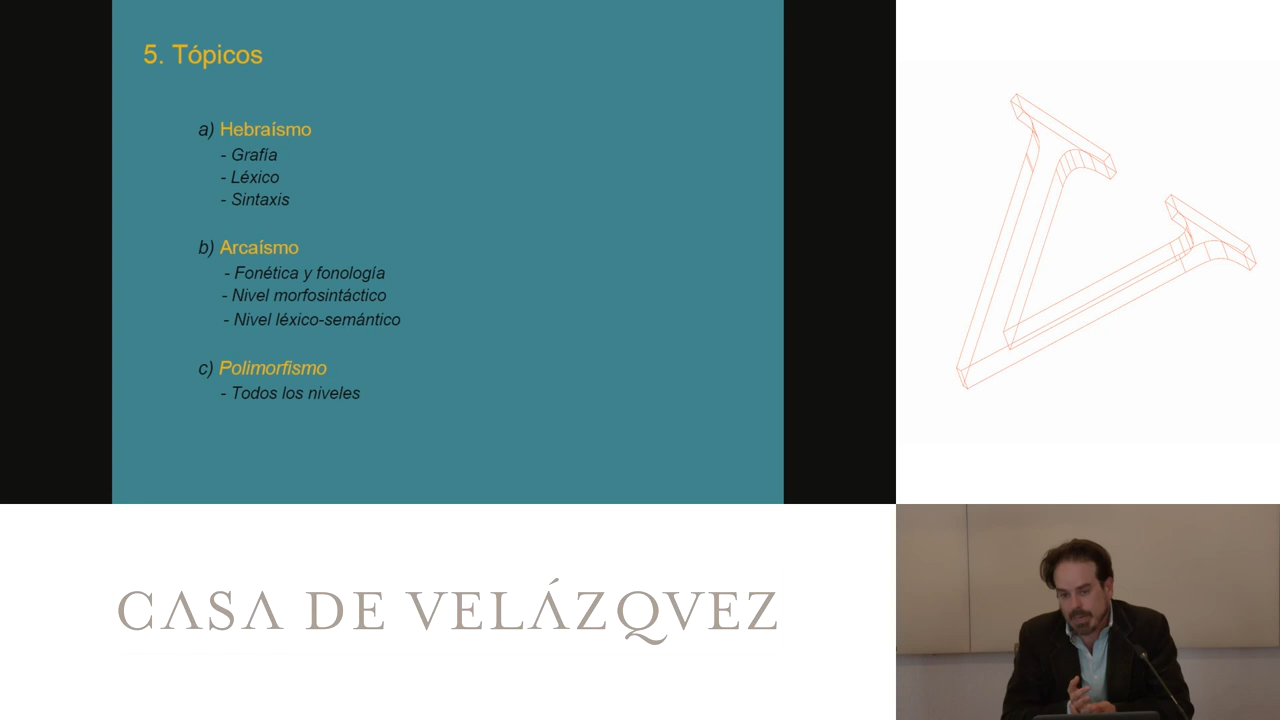 5. Tópicos
a) Hebraísmo
- Grafía
- Léxico
- Sintaxis
b) Arcaísmo
- Fonética y fonología
- Nivel morfosintáctico
- Nivel léxico-semántico
c) Polimorfismo
- Todos los niveles
CASA DE VELÁZQVEZ